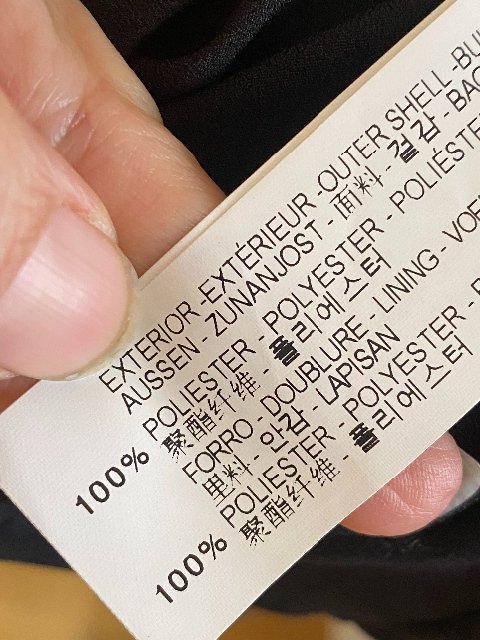 EXTERIOR - EXTÉRIEUR - OUTER SHELL -
AUSSEN - ZUNANJOST - 面料 - 겉감 -
100% POLIESTER - POLYESTER - POLIÉSTE
聚酯纤维 - 폴리에스터
FORRO - DOUBLURE - LINING -
里料 - 안감 - LAPISAN
100% POLIESTER - POLYESTER -
聚酯纤维 - 폴리에스터